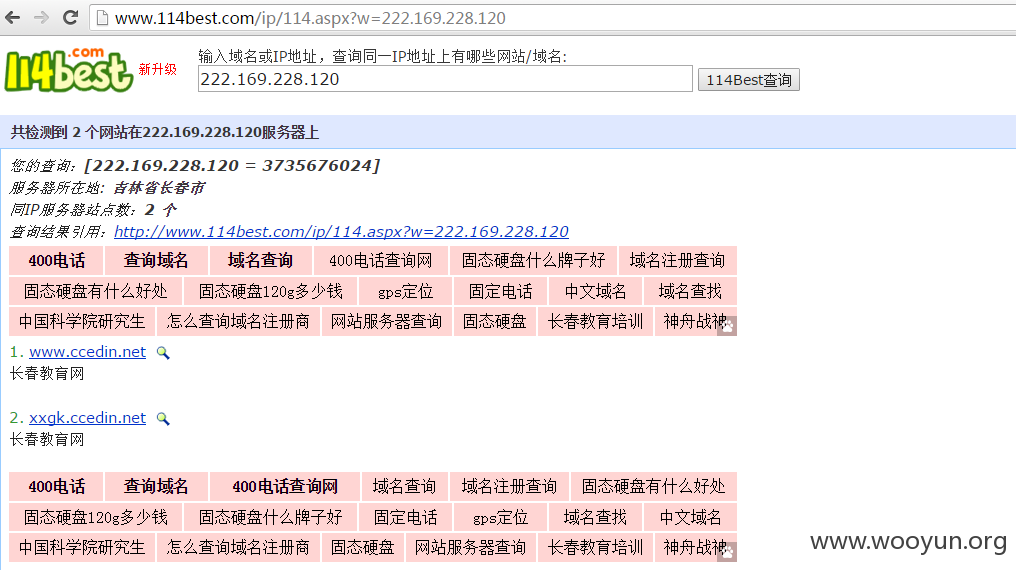 www.114best.com/ip/114.aspx?w=222.169.228.120
114best.com 新升级
输入域名或IP地址，查询同一IP地址上有哪些网站/域名:
222.169.228.120 114Best查询
共检测到 2 个网站在222.169.228.120服务器上
您的查询：[222.169.228.120 = 3735676024]
服务器所在地: 吉林省长春市
同IP服务器站点数：2 个
查询结果引用：http://www.114best.com/ip/114.aspx?w=222.169.228.120
400电话 查询域名 域名查询 400电话查询网 固态硬盘什么牌子好 域名注册查询
固态硬盘有什么好处 固态硬盘120g多少钱 gps定位 固定电话 中文域名 域名查找
中国科学院研究生 怎么查询域名注册商 网站服务器查询 固态硬盘 长春教育培训 神舟战神
1. www.ccedin.net
长春教育网
2. xxgk.ccedin.net
长春教育网
400电话 查询域名 400电话查询网 域名查询 域名注册查询 固态硬盘有什么好处
固态硬盘120g多少钱 固态硬盘什么牌子好 固定电话 gps定位 域名查找 中文域名
中国科学院研究生 怎么查询域名注册商 固态硬盘 网站服务器查询 长春教育培训 神舟战神
www.wooyun.org